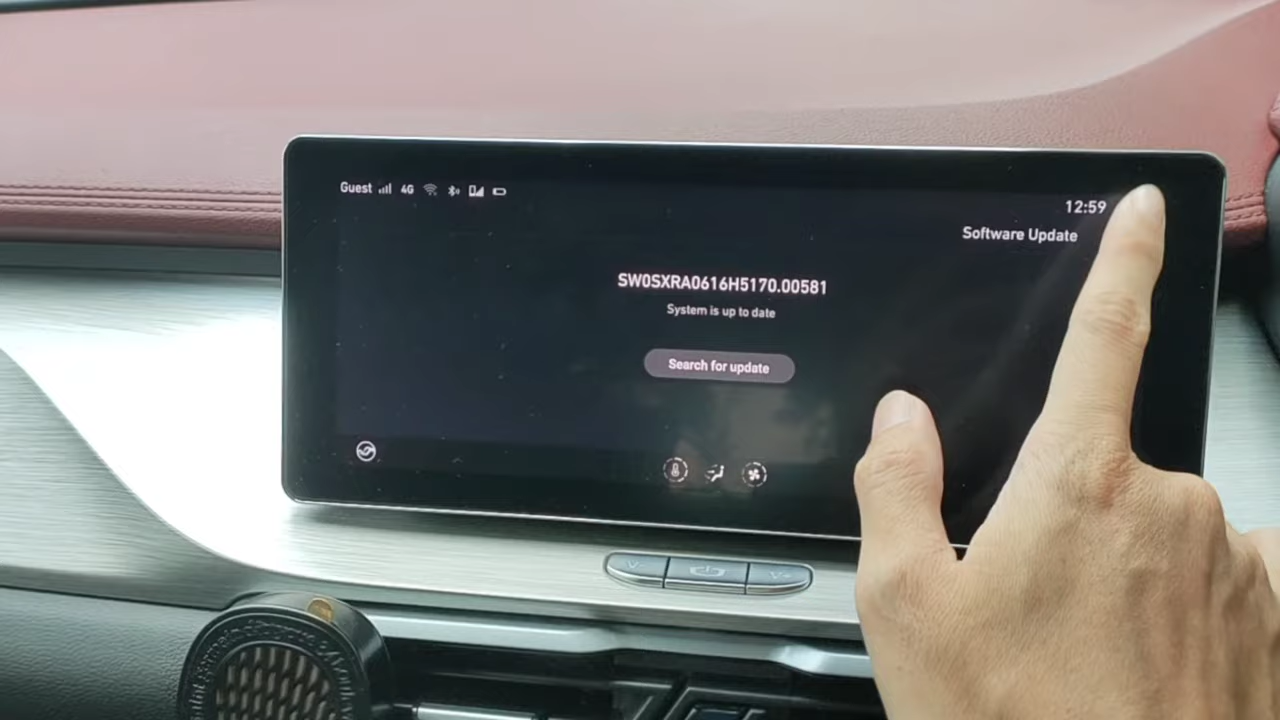 Guest 4G
12:59
Software Update
SW0SXRA0616H5170.00581
System is up to date
Search for update
V-
V+